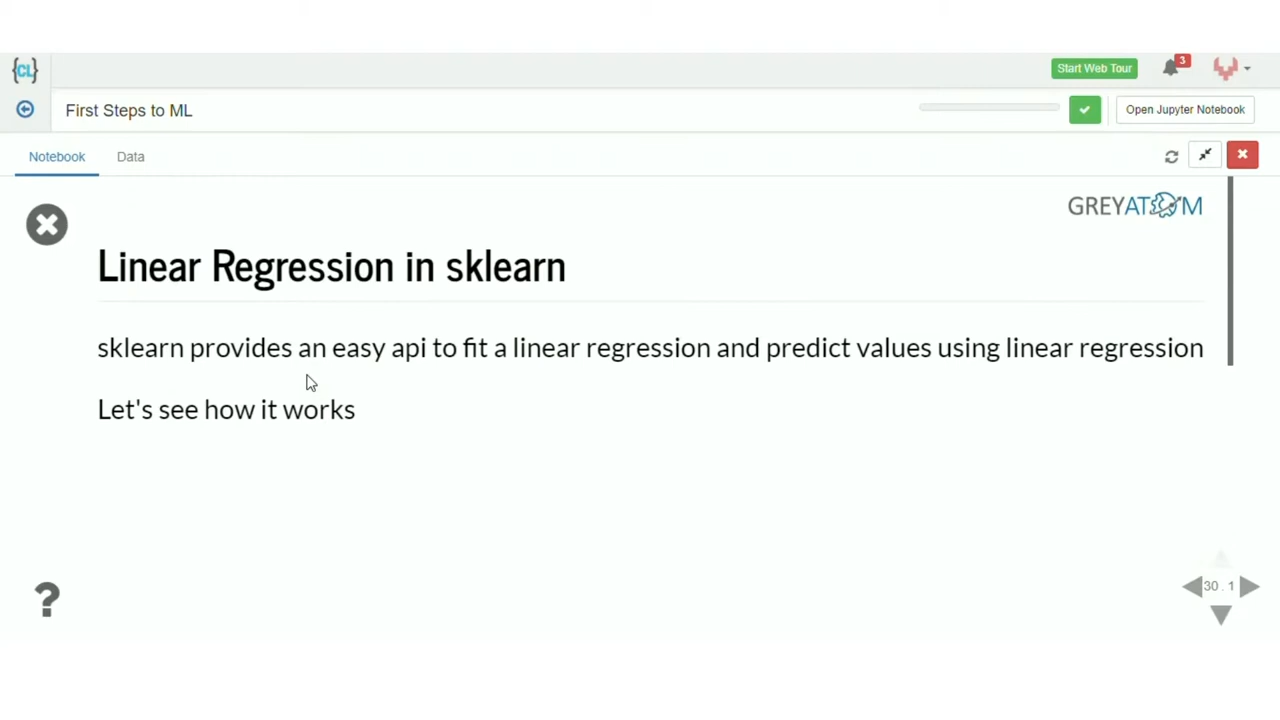 {CL}
Start Web Tour
3
First Steps to ML
Open Jupyter Notebook
Notebook
Data
GREYATOM
Linear Regression in sklearn
sklearn provides an easy api to fit a linear regression and predict values using linear regression
Let's see how it works
?
30 . 1